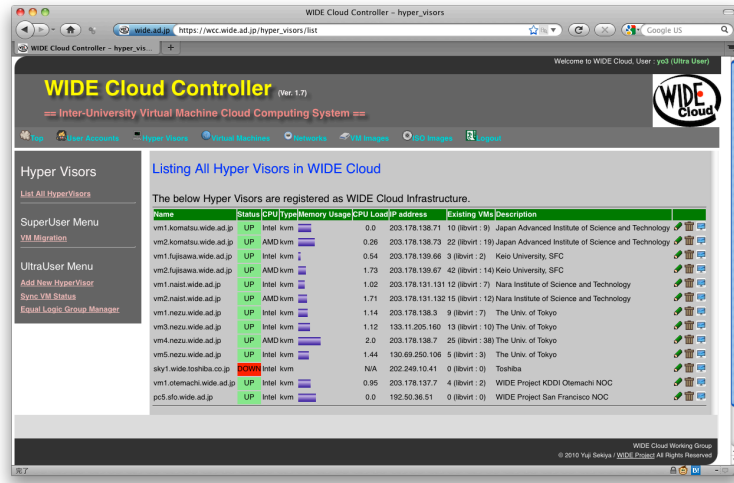 WIDE Cloud Controller – hyper_visors
wide.ad.jp https://wcc.wide.ad.jp/hyper_visors/list
Google US
WIDE Cloud Controller – hyper_vis...
Welcome to WIDE Cloud, User : yo3 (Ultra User)
WIDE Cloud Controller (Ver. 1.7)
== Inter-University Virtual Machine Cloud Computing System ==
WIDE Cloud
Top User Accounts Hyper Visors Virtual Machines Networks VM Images ISO Images Logout
Hyper Visors
List All HyperVisors
SuperUser Menu
VM Migration
UltraUser Menu
Add New HyperVisor
Sync VM Status
Equal Logic Group Manager
Listing All Hyper Visors in WIDE Cloud
The below Hyper Visors are registered as WIDE Cloud Infrastructure.
Name Status CPU Type Memory Usage CPU Load IP address Existing VMs Description
vm1.komatsu.wide.ad.jp UP Intel kvm 0.0 203.178.138.71 10 (libvirt : 9) Japan Advanced Institute of Science and Technology
vm2.komatsu.wide.ad.jp UP AMD kvm 0.26 203.178.138.73 22 (libvirt : 19) Japan Advanced Institute of Science and Technology
vm1.fujisawa.wide.ad.jp UP Intel kvm 0.54 203.178.139.66 3 (libvirt : 2) Keio University, SFC
vm2.fujisawa.wide.ad.jp UP AMD kvm 1.73 203.178.139.67 42 (libvirt : 14) Keio University, SFC
vm1.naist.wide.ad.jp UP Intel kvm 1.02 203.178.131.131 12 (libvirt : 7) Nara Institute of Science and Technology
vm2.naist.wide.ad.jp UP AMD kvm 1.71 203.178.131.132 15 (libvirt : 12) Nara Institute of Science and Technology
vm1.nezu.wide.ad.jp UP Intel kvm 1.14 203.178.138.3 9 (libvirt : 7) The Univ. of Tokyo
vm3.nezu.wide.ad.jp UP Intel kvm 1.12 133.11.205.160 13 (libvirt : 10) The Univ. of Tokyo
vm4.nezu.wide.ad.jp UP AMD kvm 2.0 203.178.138.7 25 (libvirt : 38) The Univ. of Tokyo
vm5.nezu.wide.ad.jp UP Intel kvm 1.44 130.69.250.106 5 (libvirt : 3) The Univ. of Tokyo
sky1.wide.toshiba.co.jp DOWN Intel kvm N/A 202.249.10.41 0 (libvirt : 0) Toshiba
vm1.otemachi.wide.ad.jp UP Intel kvm 0.95 203.178.137.7 4 (libvirt : 2) WIDE Project KDDI Otemachi NOC
pc5.sfo.wide.ad.jp UP Intel kvm 0.0 192.50.36.51 0 (libvirt : 0) WIDE Project San Francisco NOC
WIDE Cloud Working Group
© 2010 Yuji Sekiya / WIDE Project All Rights Reserved
完了
B!